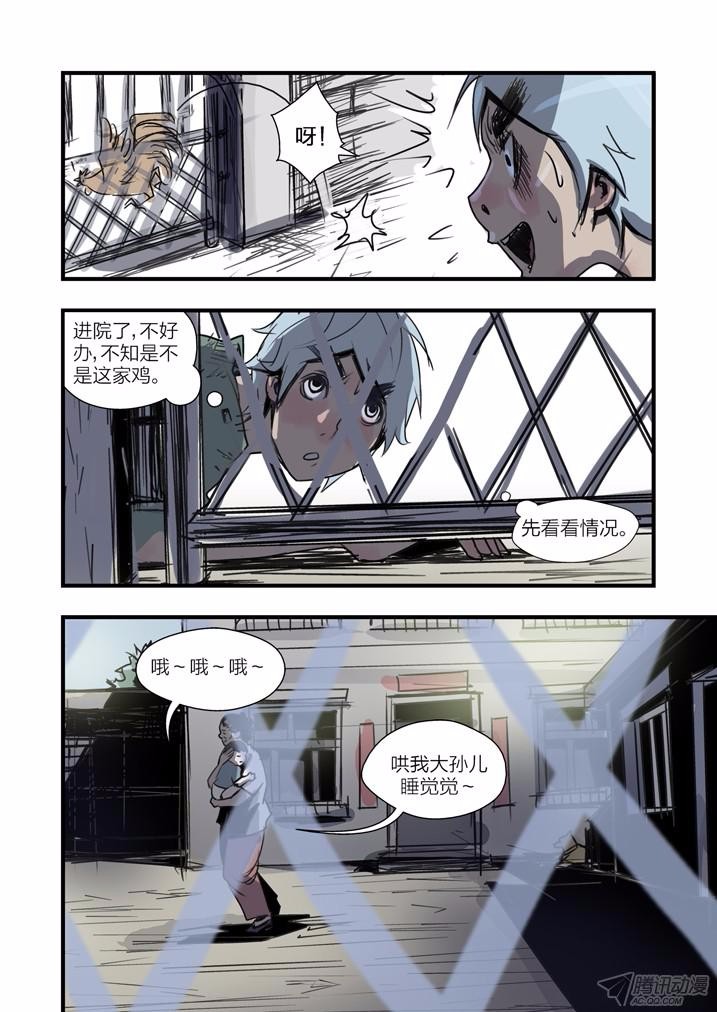 呀!
进院了,不好
办,不知是不
是这家鸡。
先看看情况。
哦~哦~哦~
哄我大孙儿
睡觉觉~
腾讯动漫
AC.QQ.COM